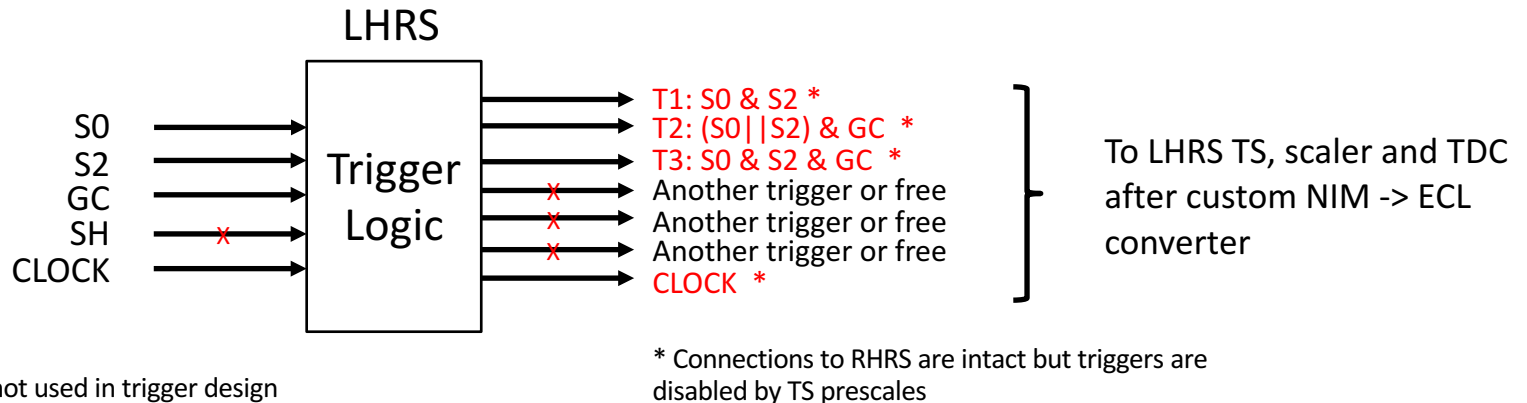 LHRS
S0
S2
GC
SH
CLOCK
X
Trigger
Logic
T1: S0 & S2 *
T2: (S0||S2) & GC *
T3: S0 & S2 & GC *
X
Another trigger or free
X
Another trigger or free
X
Another trigger or free
CLOCK *
To LHRS TS, scaler and TDC
after custom NIM -> ECL
converter
* Connections to RHRS are intact but triggers are
disabled by TS prescales
not used in trigger design